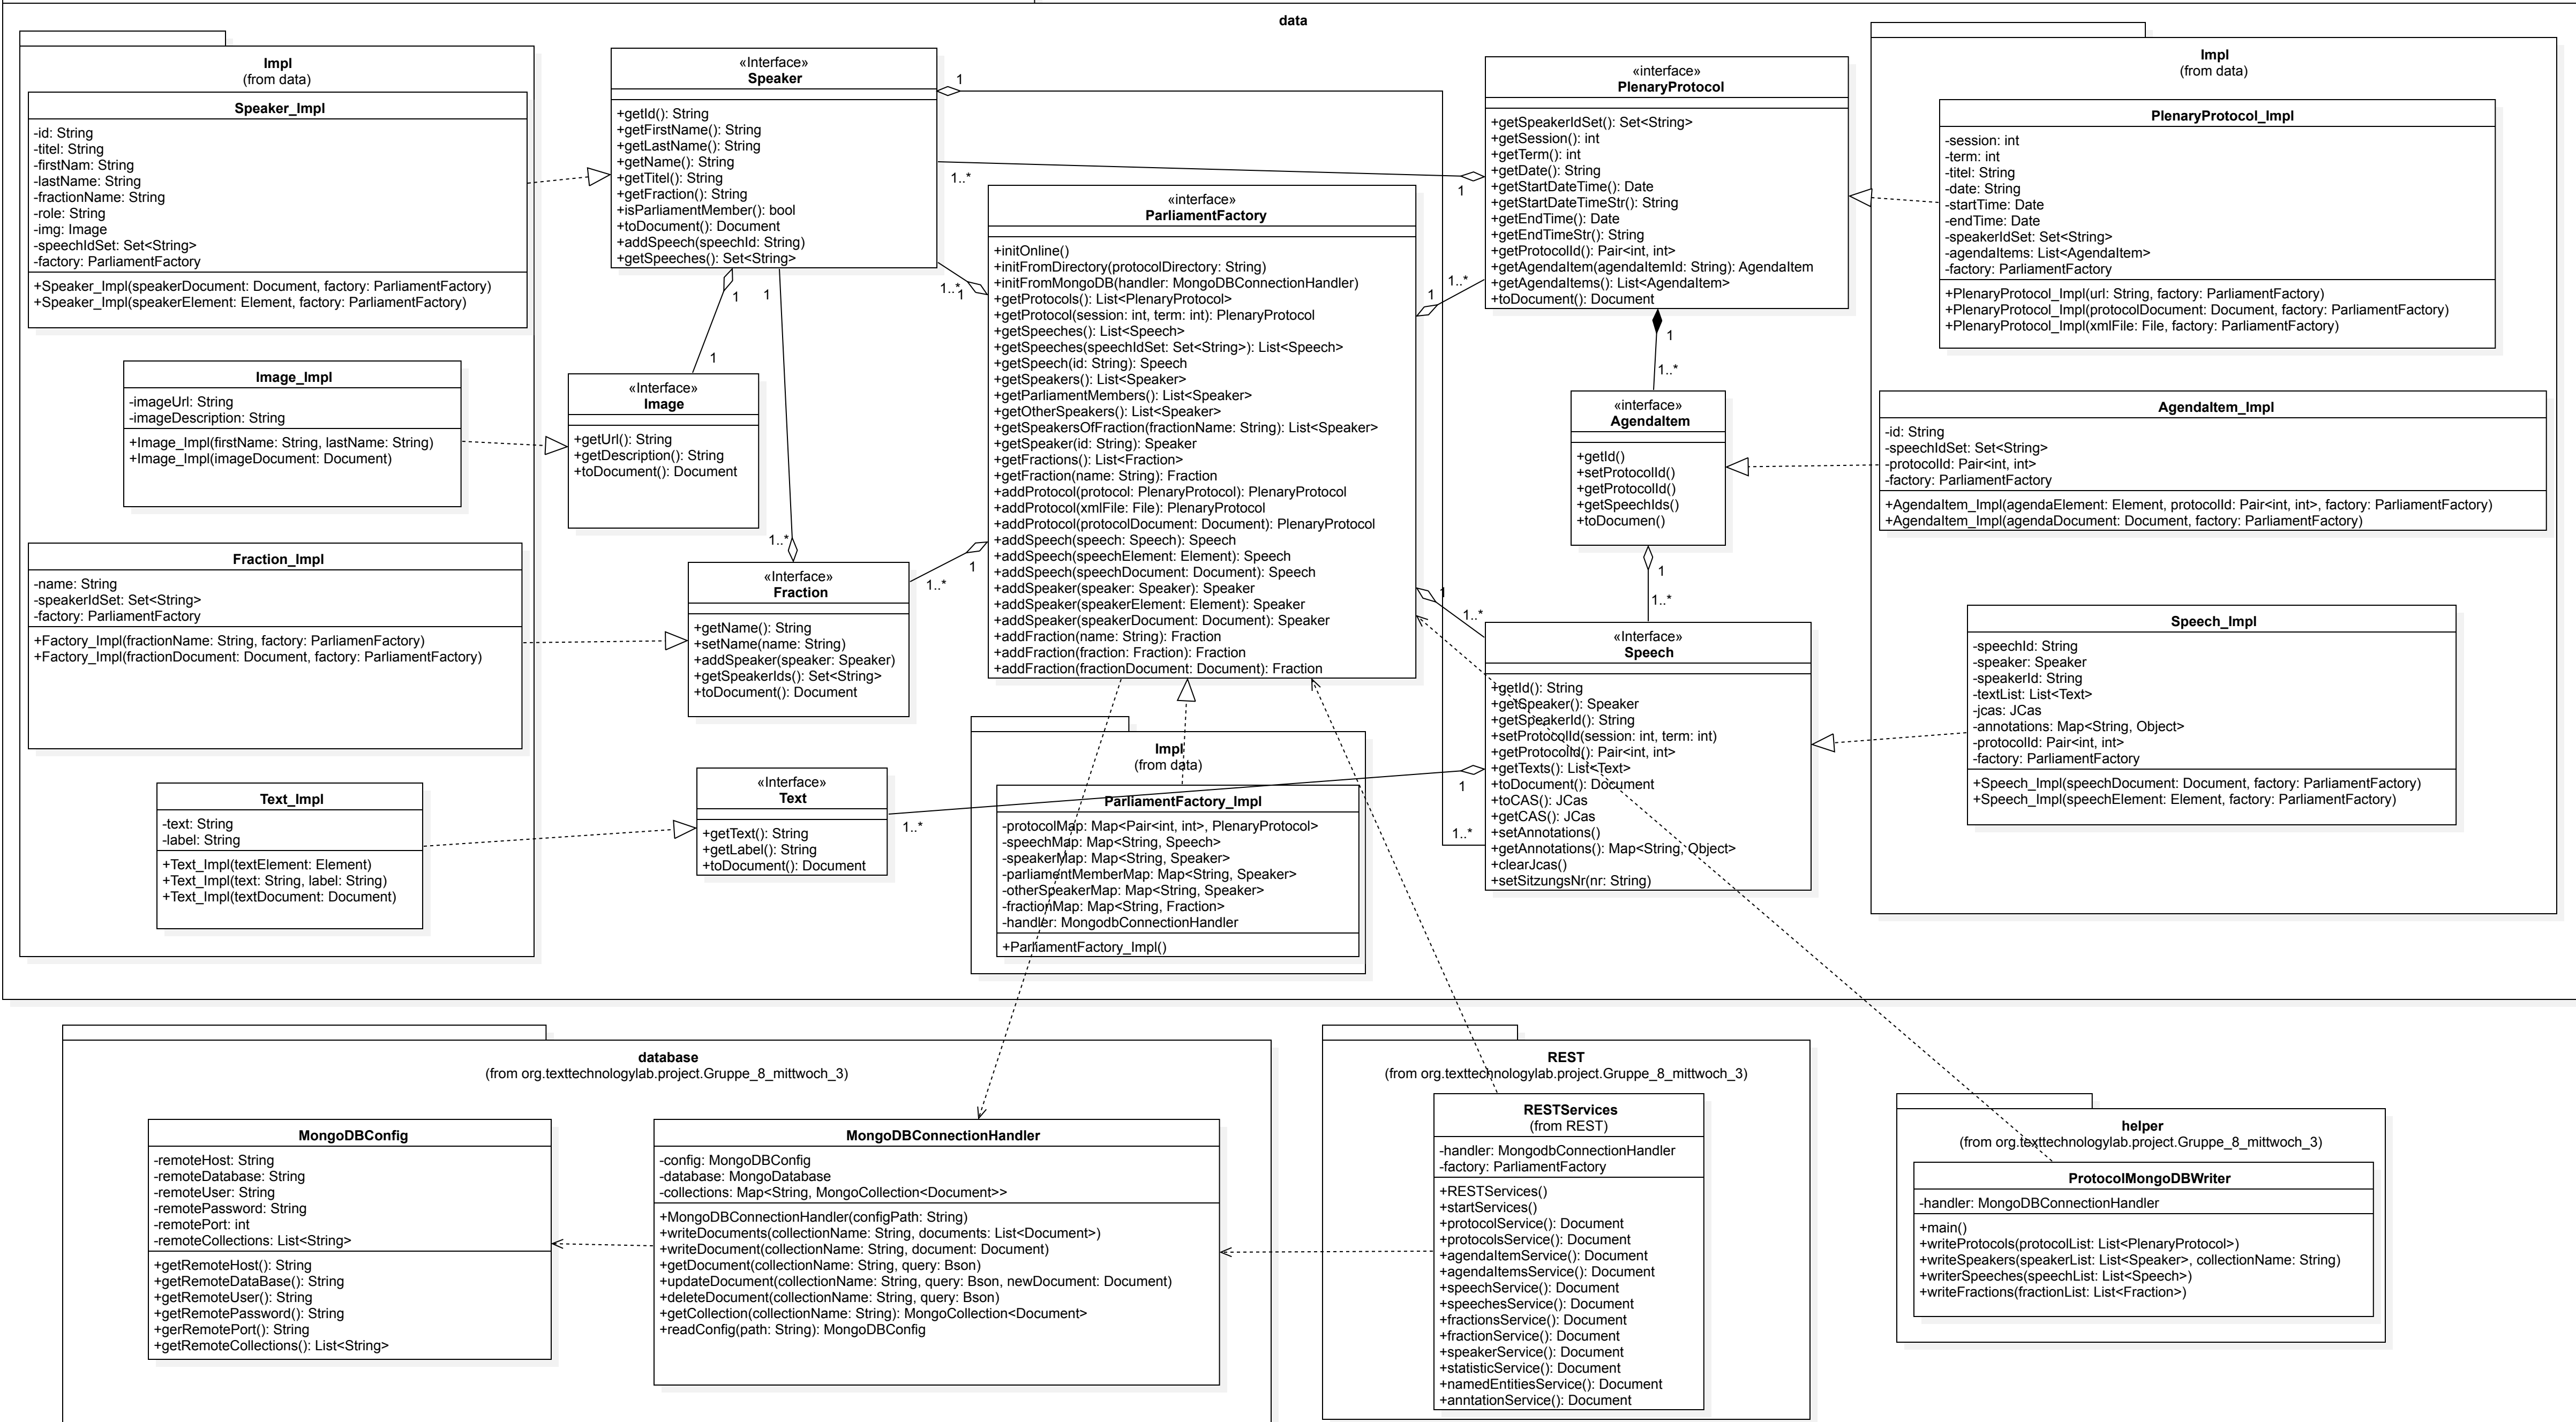 data
Impl
(from data)
Speaker_Impl
-id: String
-titel: String
-firstNam: String
-lastName: String
-fractionName: String
-role: String
-img: Image
-speechIdSet: Set<String>
-factory: ParliamentFactory
+Speaker_Impl(speakerDocument: Document, factory: ParliamentFactory)
+Speaker_Impl(speakerElement: Element, factory: ParliamentFactory)
Image_Impl
-imageUrl: String
-imageDescription: String
+Image_Impl(firstName: String, lastName: String)
+Image_Impl(imageDocument: Document)
Fraction_Impl
-name: String
-speakerIdSet: Set<String>
-factory: ParliamentFactory
+Factory_Impl(fractionName: String, factory: ParliamenFactory)
+Factory_Impl(fractionDocument: Document, factory: ParliamentFactory)
Text_Impl
-text: String
-label: String
+Text_Impl(textElement: Element)
+Text_Impl(text: String, label: String)
+Text_Impl(textDocument: Document)
«Interface»
Speaker
+getId(): String
+getFirstName(): String
+getLastName(): String
+getName(): String
+getTitel(): String
+getFraction(): String
+isParliamentMember(): bool
+toDocument(): Document
+addSpeech(speechId: String)
+getSpeeches(): Set<String>
1
1..*
1
1..*
1
1
1
1
1..*
«Interface»
Image
+getUrl(): String
+getDescription(): String
+toDocument(): Document
«Interface»
Fraction
+getName(): String
+setName(name: String)
+addSpeaker(speaker: Speaker)
+getSpeakerIds(): Set<String>
+toDocument(): Document
1..*
1
«Interface»
Text
+getText(): String
+getLabel(): String
+toDocument(): Document
1..*
1
«interface»
ParliamentFactory
+initOnline()
+initFromDirectory(protocolDirectory: String)
+initFromMongoDB(handler: MongoDBConnectionHandler)
+getProtocols(): List<PlenaryProtocol>
+getProtocol(session: int, term: int): PlenaryProtocol
+getSpeeches(): List<Speech>
+getSpeeches(speechIdSet: Set<String>): List<Speech>
+getSpeech(id: String): Speech
+getSpeakers(): List<Speaker>
+getParliamentMembers(): List<Speaker>
+getOtherSpeakers(): List<Speaker>
+getSpeakersOfFraction(fractionName: String): List<Speaker>
+getSpeaker(id: String): Speaker
+getFractions(): List<Fraction>
+getFraction(name: String): Fraction
+addProtocol(protocol: PlenaryProtocol): PlenaryProtocol
+addProtocol(xmlFile: File): PlenaryProtocol
+addProtocol(protocolDocument: Document): PlenaryProtocol
+addSpeech(speech: Speech): Speech
+addSpeech(speechElement: Element): Speech
+addSpeech(speechDocument: Document): Speech
+addSpeaker(speaker: Speaker): Speaker
+addSpeaker(speakerElement: Element): Speaker
+addSpeaker(speakerDocument: Document): Speaker
+addFraction(name: String): Fraction
+addFraction(fraction: Fraction): Fraction
+addFraction(fractionDocument: Document): Fraction
Impl
(from data)
ParliamentFactory_Impl
-protocolMap: Map<Pair<int, int>, PlenaryProtocol>
-speechMap: Map<String, Speech>
-speakerMap: Map<String, Speaker>
-parliamentMemberMap: Map<String, Speaker>
-otherSpeakerMap: Map<String, Speaker>
-fractionMap: Map<String, Fraction>
-handler: MongodbConnectionHandler
+ParliamentFactory_Impl()
«interface»
PlenaryProtocol
+getSpeakerIdSet(): Set<String>
+getSession(): int
+getTerm(): int
+getDate(): String
+getStartDateTime(): Date
+getStartDateTimeStr(): String
+getEndTime(): Date
+getEndTimeStr(): String
+getProtocolId(): Pair<int, int>
+getAgendaItem(agendaItemId: String): AgendaItem
+getAgendaItems(): List<AgendaItem>
+toDocument(): Document
1
1..*
1
1
1..*
«interface»
AgendaItem
+getId()
+setProtocolId()
+getProtocolId()
+getSpeechIds()
+toDocumen()
1
1..*
1
1..*
«Interface»
Speech
+getId(): String
+getSpeaker(): Speaker
+getSpeakerId(): String
+setProtocolId(session: int, term: int)
+getProtocolId(): Pair<int, int>
+getTexts(): List<Text>
+toDocument(): Document
+toCAS(): JCas
+getCAS(): JCas
+setAnnotations()
+getAnnotations(): Map<String, Object>
+clearJcas()
+setSitzungsNr(nr: String)
1..*
Impl
(from data)
PlenaryProtocol_Impl
-session: int
-term: int
-titel: String
-date: String
-startTime: Date
-endTime: Date
-speakerIdSet: Set<String>
-agendaItems: List<AgendaItem>
-factory: ParliamentFactory
+PlenaryProtocol_Impl(url: String, factory: ParliamentFactory)
+PlenaryProtocol_Impl(protocolDocument: Document, factory: ParliamentFactory)
+PlenaryProtocol_Impl(xmlFile: File, factory: ParliamentFactory)
AgendaItem_Impl
-id: String
-speechIdSet: Set<String>
-protocolId: Pair<int, int>
-factory: ParliamentFactory
+AgendaItem_Impl(agendaElement: Element, protocolId: Pair<int, int>, factory: ParliamentFactory)
+AgendaItem_Impl(agendaDocument: Document, factory: ParliamentFactory)
Speech_Impl
-speechId: String
-speaker: Speaker
-speakerId: String
-textList: List<Text>
-jcas: JCas
-annotations: Map<String, Object>
-protocolId: Pair<int, int>
-factory: ParliamentFactory
+Speech_Impl(speechDocument: Document, factory: ParliamentFactory)
+Speech_Impl(speechElement: Element, factory: ParliamentFactory)
database
(from org.texttechnologylab.project.Gruppe_8_mittwoch_3)
MongoDBConfig
-remoteHost: String
-remoteDatabase: String
-remoteUser: String
-remotePassword: String
-remotePort: int
-remoteCollections: List<String>
+getRemoteHost(): String
+getRemoteDataBase(): String
+getRemoteUser(): String
+getRemotePassword(): String
+gerRemotePort(): String
+getRemoteCollections(): List<String>
MongoDBConnectionHandler
-config: MongoDBConfig
-database: MongoDatabase
-collections: Map<String, MongoCollection<Document>>
+MongoDBConnectionHandler(configPath: String)
+writeDocuments(collectionName: String, documents: List<Document>)
+writeDocument(collectionName: String, document: Document)
+getDocument(collectionName: String, query: Bson)
+updateDocument(collectionName: String, query: Bson, newDocument: Document)
+deleteDocument(collectionName: String, query: Bson)
+getCollection(collectionName: String): MongoCollection<Document>
+readConfig(path: String): MongoDBConfig
REST
(from org.texttechnologylab.project.Gruppe_8_mittwoch_3)
RESTServices
(from REST)
-handler: MongodbConnectionHandler
-factory: ParliamentFactory
+RESTServices()
+startServices()
+protocolService(): Document
+protocolsService(): Document
+agendaItemService(): Document
+agendaItemsService(): Document
+speechService(): Document
+speechesService(): Document
+fractionsService(): Document
+fractionService(): Document
+speakerService(): Document
+statisticService(): Document
+namedEntitiesService(): Document
+anntationService(): Document
helper
(from org.texttechnologylab.project.Gruppe_8_mittwoch_3)
ProtocolMongoDBWriter
-handler: MongoDBConnectionHandler
+main()
+writeProtocols(protocolList: List<PlenaryProtocol>)
+writeSpeakers(speakerList: List<Speaker>, collectionName: String)
+writerSpeeches(speechList: List<Speech>)
+writeFractions(fractionList: List<Fraction>)